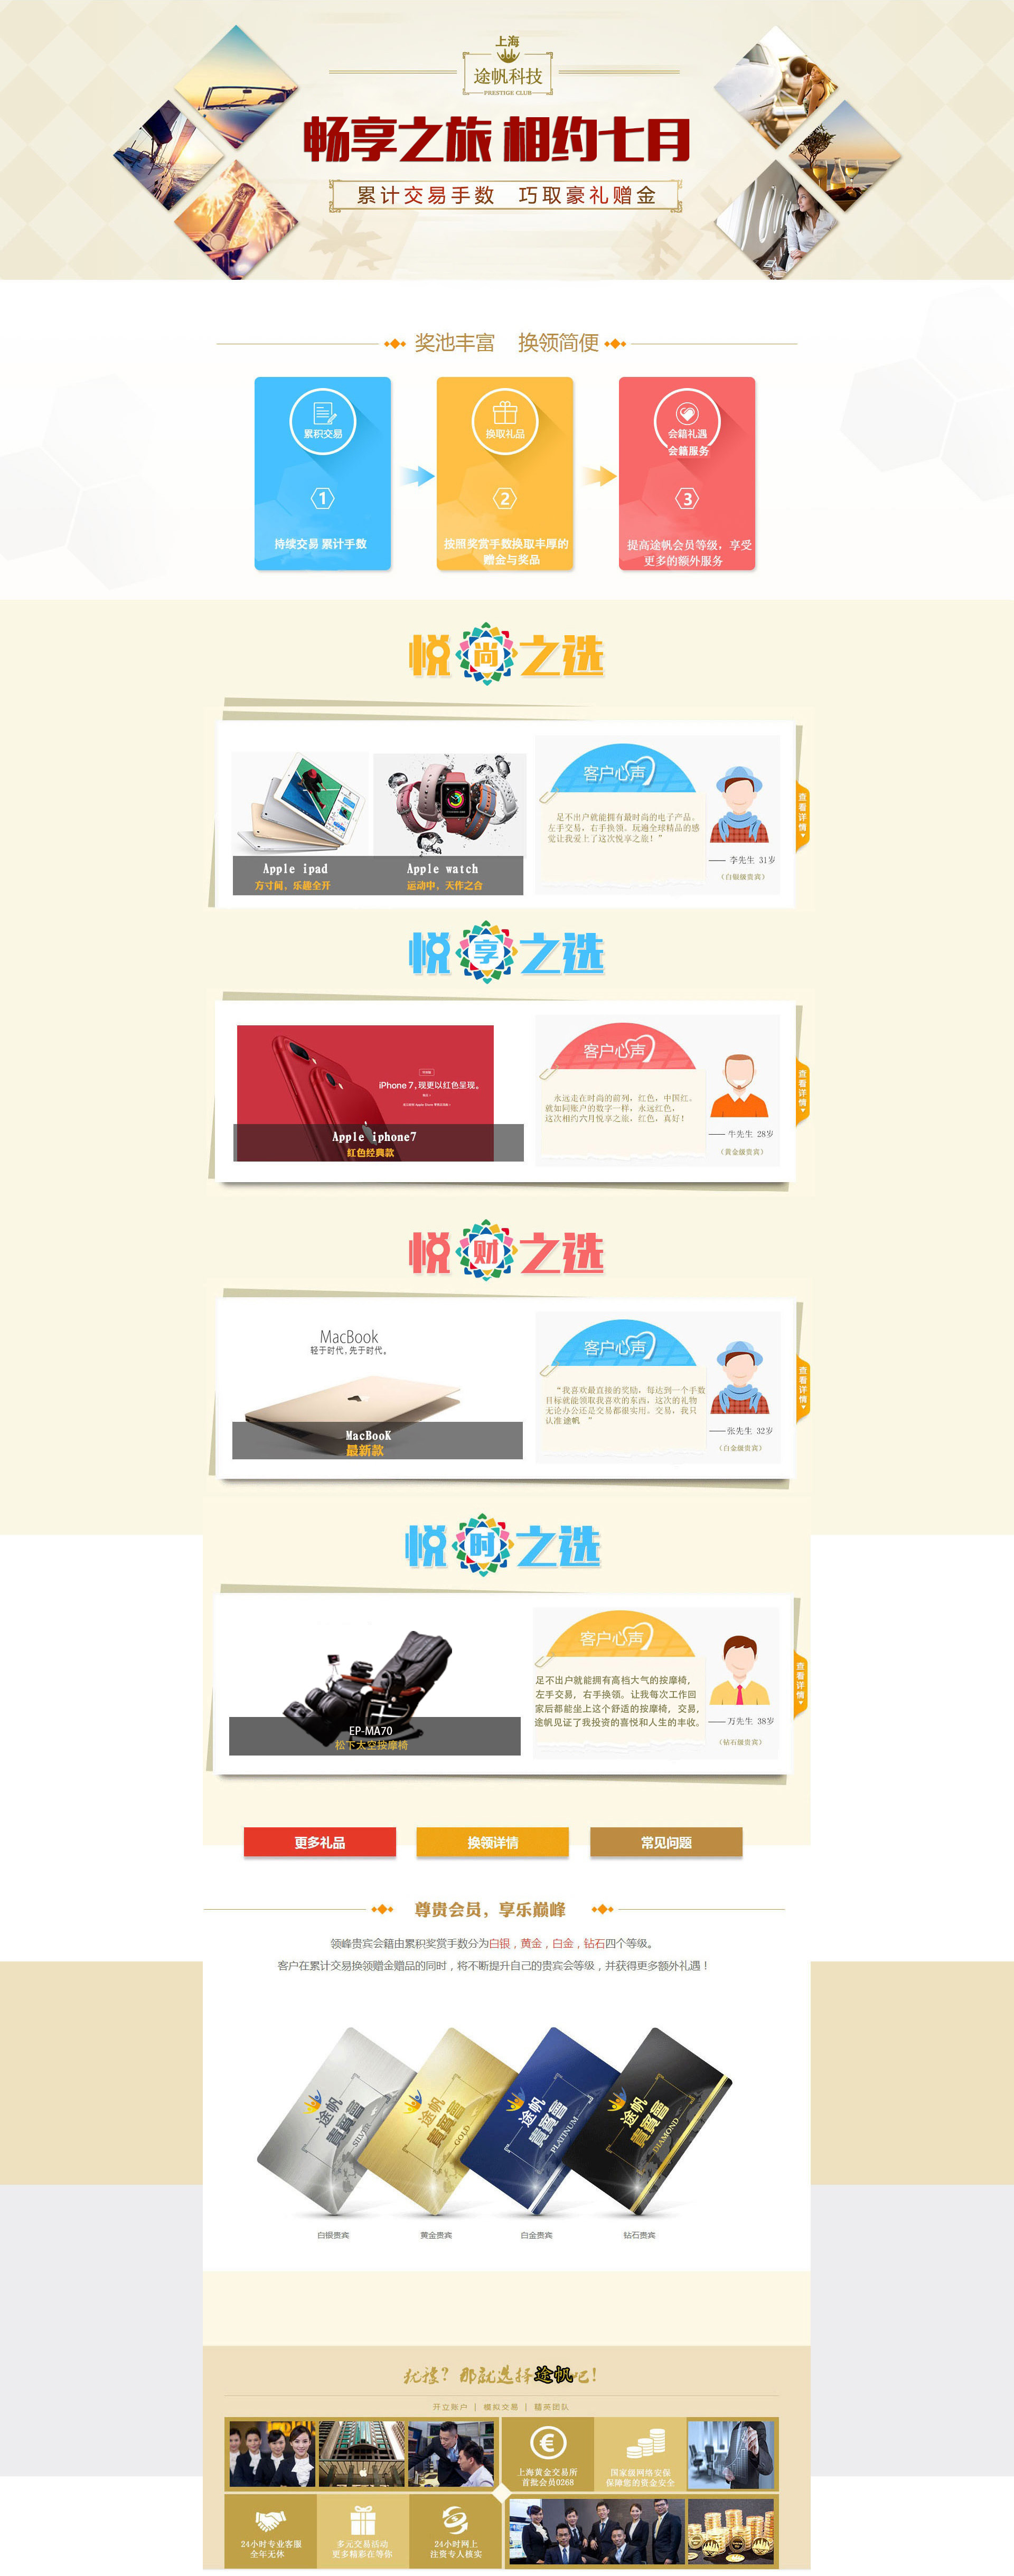 上海
途帆科技
PRESTIGE CLUB
畅享之旅 相约七月
累计交易手数 巧取豪礼赠金
奖池丰富 换领简便
累积交易
1
持续交易 累计手数
换取礼品
2
按照奖赏手数换取丰厚的
赠金与奖品
会籍礼遇
会籍服务
3
提高途帆会员等级，享受
更多的额外服务
悦尚之选
Apple ipad
方寸间，乐趣全开
Apple watch
运动中，天作之合
客户心声
足不出户就能拥有最时尚的电子产品。
左手交易，右手换领。玩遍全球精品的感
觉让我爱上了这次悦享之旅！”
—— 李先生 31岁
（白银级贵宾）
查看详情
悦享之选
iPhone 7，现更以红色呈现。
Apple iphone7
红色经典款
客户心声
永远走在时尚的前列，红色，中国红。
就如同账户的数字一样，永远红色，
这次相约六月悦享之旅，红色，真好！
—— 牛先生 28岁
（黄金级贵宾）
查看详情
悦财之选
MacBook
轻于时代，先于时代。
MacBooK
最新款
客户心声
“我喜欢最直接的奖励，每达到一个手数
目标就能领取我喜欢的东西，这次的礼物
无论办公还是交易都很实用。交易，我只
认准途帆 ”
——张先生 32岁
（白金级贵宾）
查看详情
悦时之选
EP-MA70
松下太空按摩椅
客户心声
足不出户就能拥有高档大气的按摩椅，
左手交易，右手换领。让我每次工作回
家后都能坐上这个舒适的按摩椅，交易，
途帆见证了我投资的喜悦和人生的丰收。
——万先生 38岁
（钻石级贵宾）
查看详情
更多礼品
换领详情
常见问题
尊贵会员，享乐巅峰
领峰贵宾会籍由累积奖赏手数分为白银，黄金，白金，钻石四个等级。
客户在累计交易换领赠金赠品的同时，将不断提升自己的贵宾会等级，并获得更多额外礼遇！
途帆
貴賓會
SILVER
途帆
貴賓會
GOLD
途帆
貴賓會
PLATINUM
途帆
貴賓會
DIAMOND
白银贵宾
黄金贵宾
白金贵宾
钻石贵宾
犹豫？那就选择途帆吧！
开立账户 | 模拟交易 | 精英团队
上海黄金交易所
首批会员0268
国家级网络安保
保障您的资金安全
24小时专业客服
全年无休
多元交易活动
更多精彩在等你
24小时网上
注资专人核实